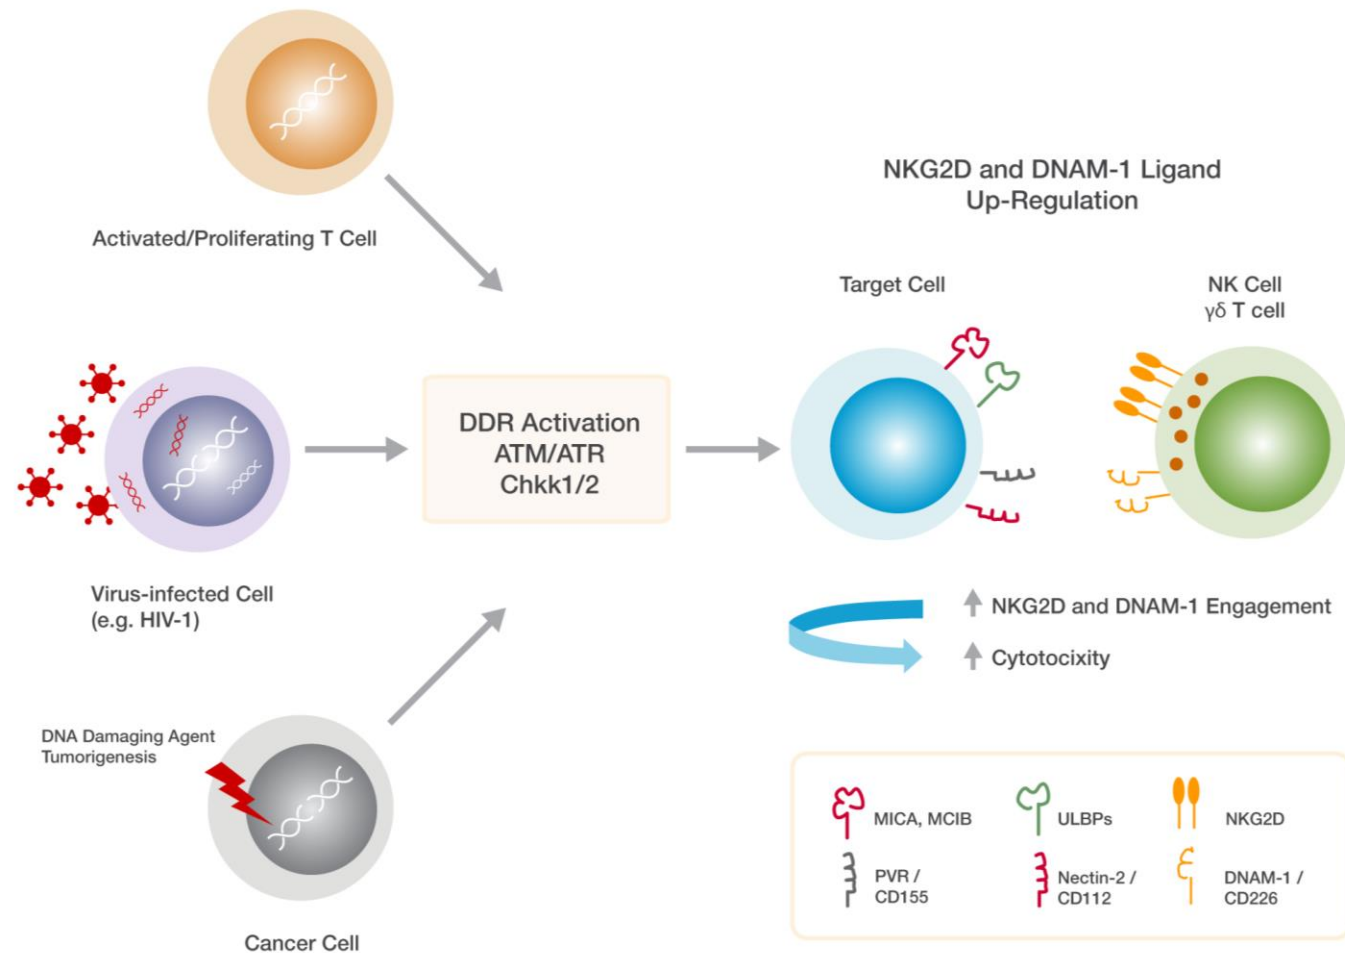 NKG2D and DNAM-1 Ligand
Up-Regulation
Activated/Proliferating T Cell
Target Cell
NK Cell
γδ T cell
DDR Activation
ATM/ATR
Chkk1/2
Virus-infected Cell
(e.g. HIV-1)
NKG2D and DNAM-1 Engagement
Cytotocixity
DNA Damaging Agent
Tumorigenesis
Cancer Cell
MICA, MCIB
ULBPs
NKG2D
PVR /
CD155
Nectin-2 /
CD112
DNAM-1 /
CD226